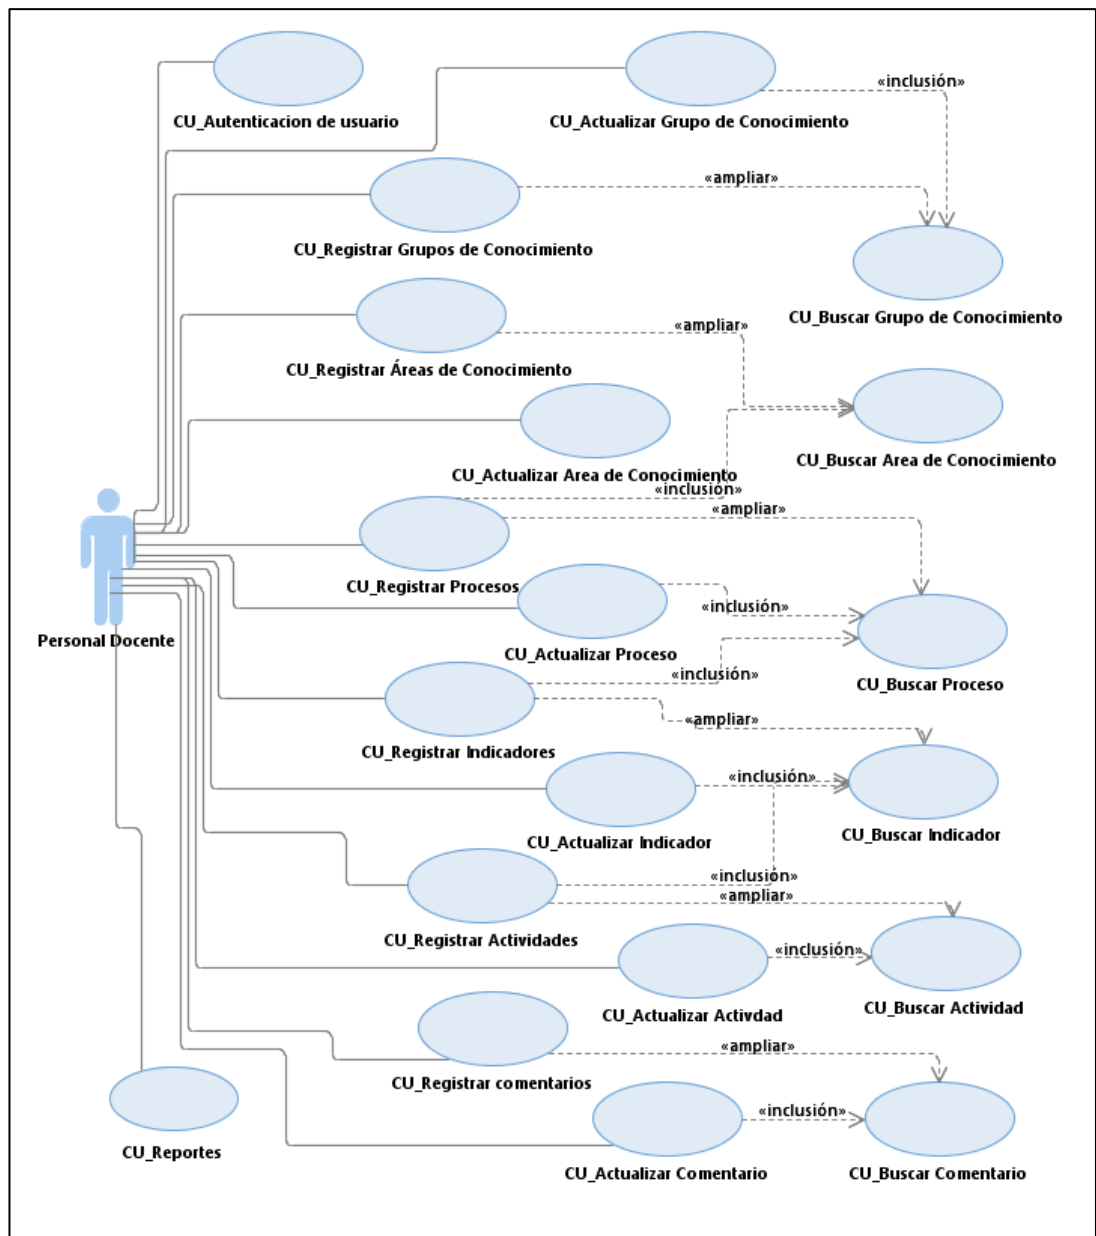 «inclusión»
CU_Autenticacion de usuario
CU_Actualizar Grupo de Conocimiento
«ampliar»
CU_Registrar Grupos de Conocimiento
CU_Buscar Grupo de Conocimiento
«ampliar»
CU_Registrar Áreas de Conocimiento
CU_Buscar Area de Conocimiento
CU_Actualizar Area de Conocimiento
«inclusión»
«ampliar»
CU_Registrar Procesos
«inclusión»
Personal Docente
CU_Actualizar Proceso
«inclusión»
CU_Buscar Proceso
«ampliar»
CU_Registrar Indicadores
«inclusión»
CU_Actualizar Indicador
CU_Buscar Indicador
«inclusión»
«ampliar»
CU_Registrar Actividades
«inclusión»
CU_Actualizar Activdad
CU_Buscar Actividad
«ampliar»
CU_Registrar comentarios
«inclusión»
CU_Reportes
CU_Actualizar Comentario
CU_Buscar Comentario